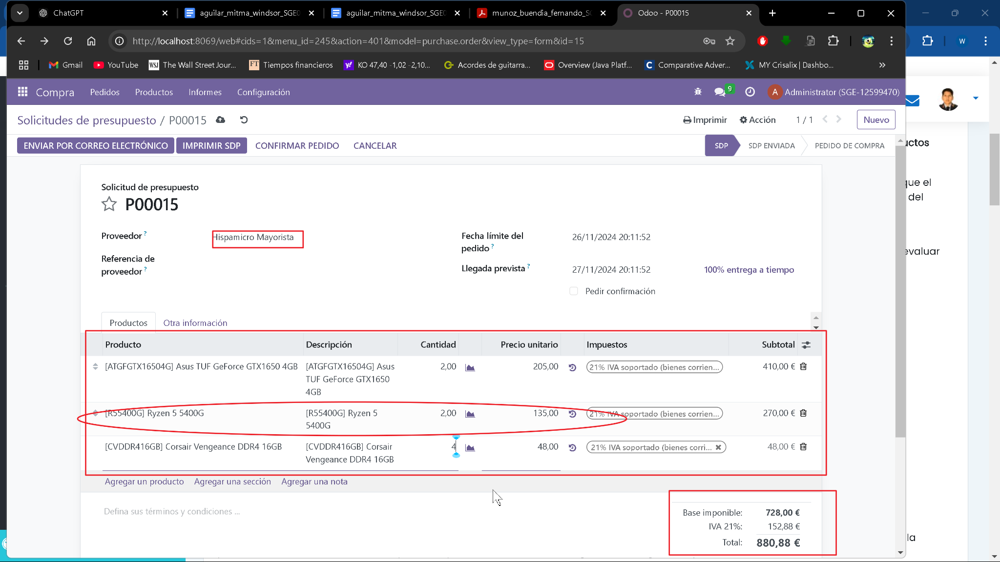 ChatGPT
aguilar_mitma_windsor_SGE0
aguilar_mitma_windsor_SGE0
munoz_buendia_fernando_SG
Odoo - P00015
http://localhost:8069/web#cids=1&menu_id=245&action=401&model=purchase.order&view_type=form&id=15
W
Gmail
YouTube
WSJ
The Wall Street Jour...
FT
Tiempos financieros
KO 47,40 -1,02 -2,10...
Acordes de guitarra...
Overview (Java Platf...
C
Comparative Adver...
MY Crisalix | Dashbo...
Compra
Pedidos
Productos
Informes
Configuración
9
A
Administrator (SGE-12599470)
Solicitudes de presupuesto / P00015
Imprimir
Acción
1 / 1
Nuevo
ENVIAR POR CORREO ELECTRÓNICO
IMPRIMIR SDP
CONFIRMAR PEDIDO
CANCELAR
SDP
SDP ENVIADA
PEDIDO DE COMPRA
uctos
que el
del
evaluar
la
Solicitud de presupuesto
P00015
Proveedor ?
Hispamicro Mayorista
Referencia de
proveedor ?
Fecha límite del
pedido ?
26/11/2024 20:11:52
Llegada prevista ?
27/11/2024 20:11:52
100% entrega a tiempo
Pedir confirmación
Productos
Otra información
Producto
Descripción
Cantidad
Precio unitario
Impuestos
Subtotal
[ATGFGTX16504G] Asus TUF GeForce GTX1650 4GB
[ATGFGTX16504G] Asus
TUF GeForce GTX1650
4GB
2,00
205,00
21% IVA soportado (bienes corrien...
410,00 €
[R55400G] Ryzen 5 5400G
[R55400G] Ryzen 5
5400G
2,00
135,00
21% IVA soportado (bienes corrien...
270,00 €
[CVDDR416GB] Corsair Vengeance DDR4 16GB
[CVDDR416GB] Corsair
Vengeance DDR4 16GB
4
48,00
21% IVA soportado (bienes corri...
48,00 €
Agregar un producto
Agregar una sección
Agregar una nota
Defina sus términos y condiciones ...
Base imponible: 728,00 €
IVA 21%: 152,88 €
Total: 880,88 €